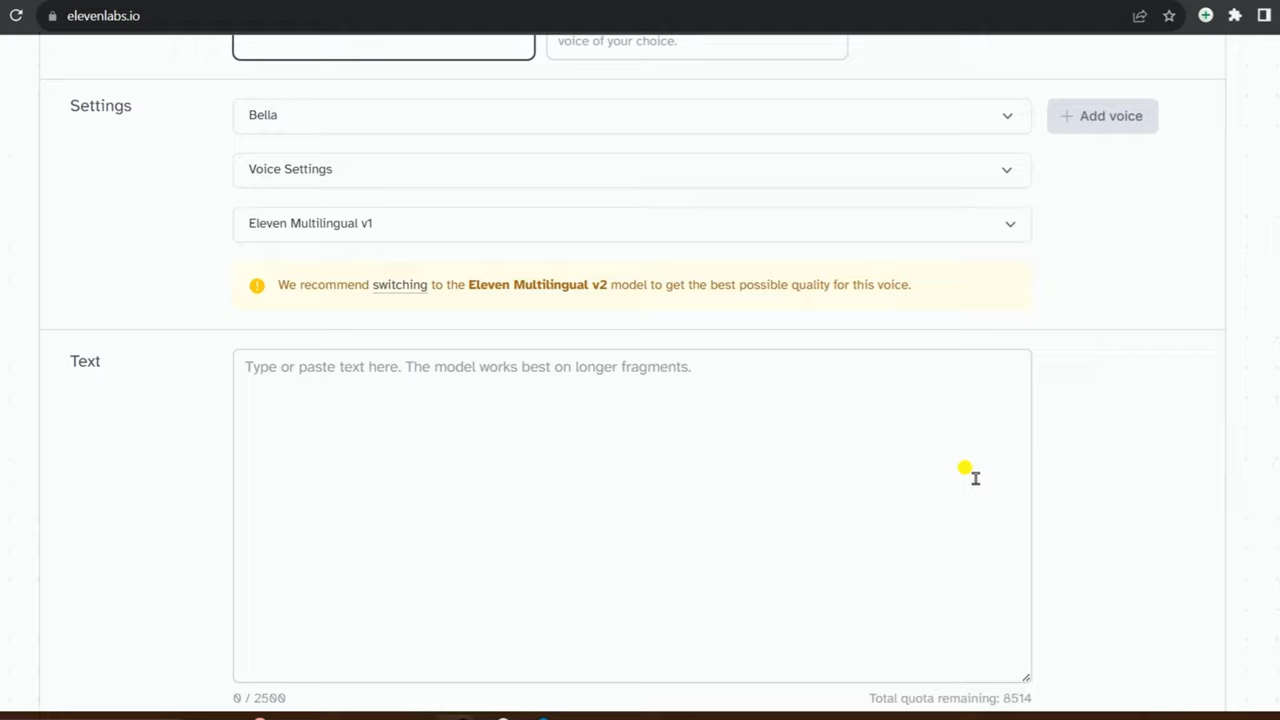 elevenlabs.io
voice of your choice.
Settings
Bella
+ Add voice
Voice Settings
Eleven Multilingual v1
We recommend switching to the Eleven Multilingual v2 model to get the best possible quality for this voice.
Text
Type or paste text here. The model works best on longer fragments.
0 / 2500
Total quota remaining: 8514